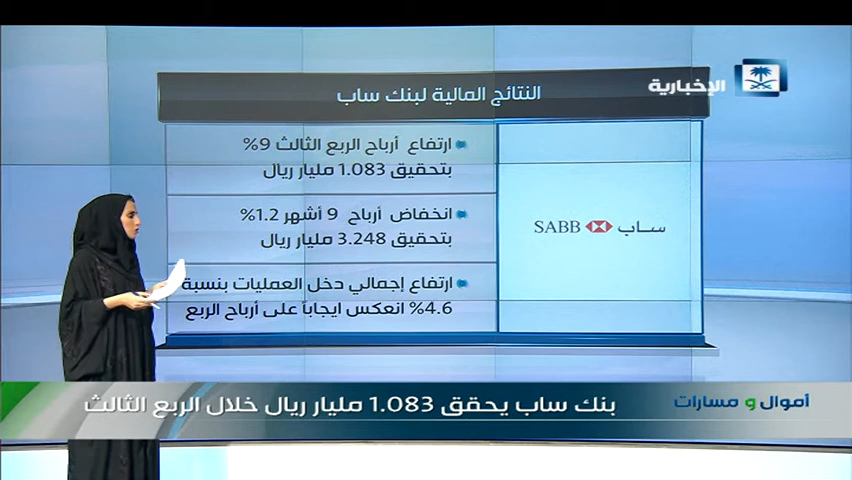 الإخبارية
النتائج المالية لبنك ساب
ارتفاع أرباح الربع الثالث 9%
بتحقيق 1.083 مليار ريال
انخفاض أرباح 9 أشهر 1.2%
بتحقيق 3.248 مليار ريال
ارتفاع إجمالي دخل العمليات بنسبة
4.6% انعكس ايجاباً على أرباح الربع
ساب SABB
أموال و مسارات
بنك ساب يحقق 1.083 مليار ريال خلال الربع الثالث